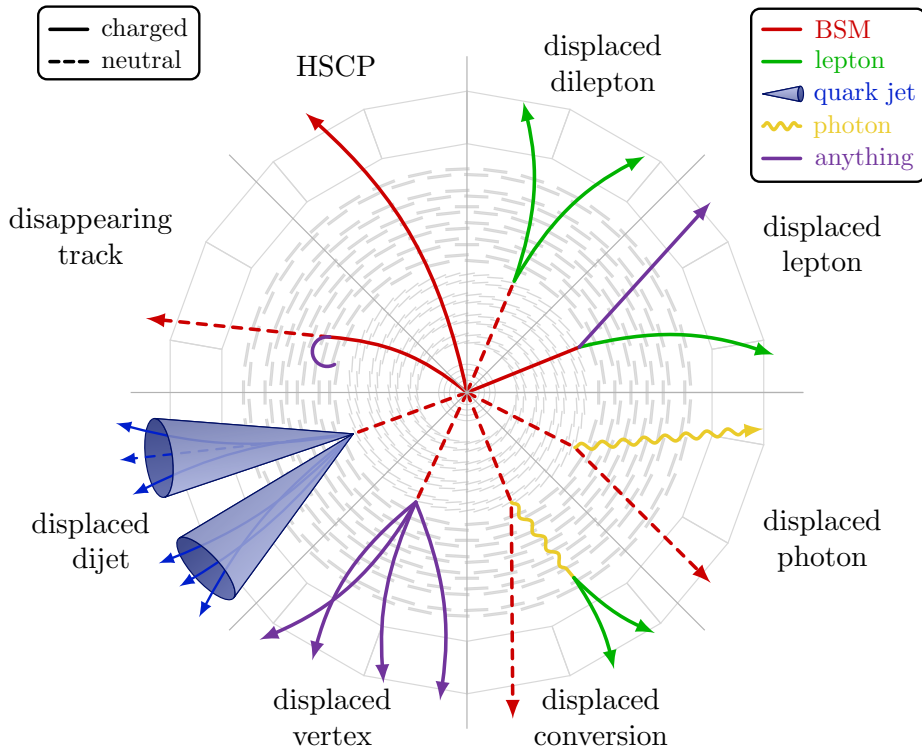 charged
neutral
HSCP
displaced
dilepton
BSM
lepton
quark jet
photon
anything
disappearing
track
displaced
lepton
displaced
dijet
displaced
photon
displaced
vertex
displaced
conversion